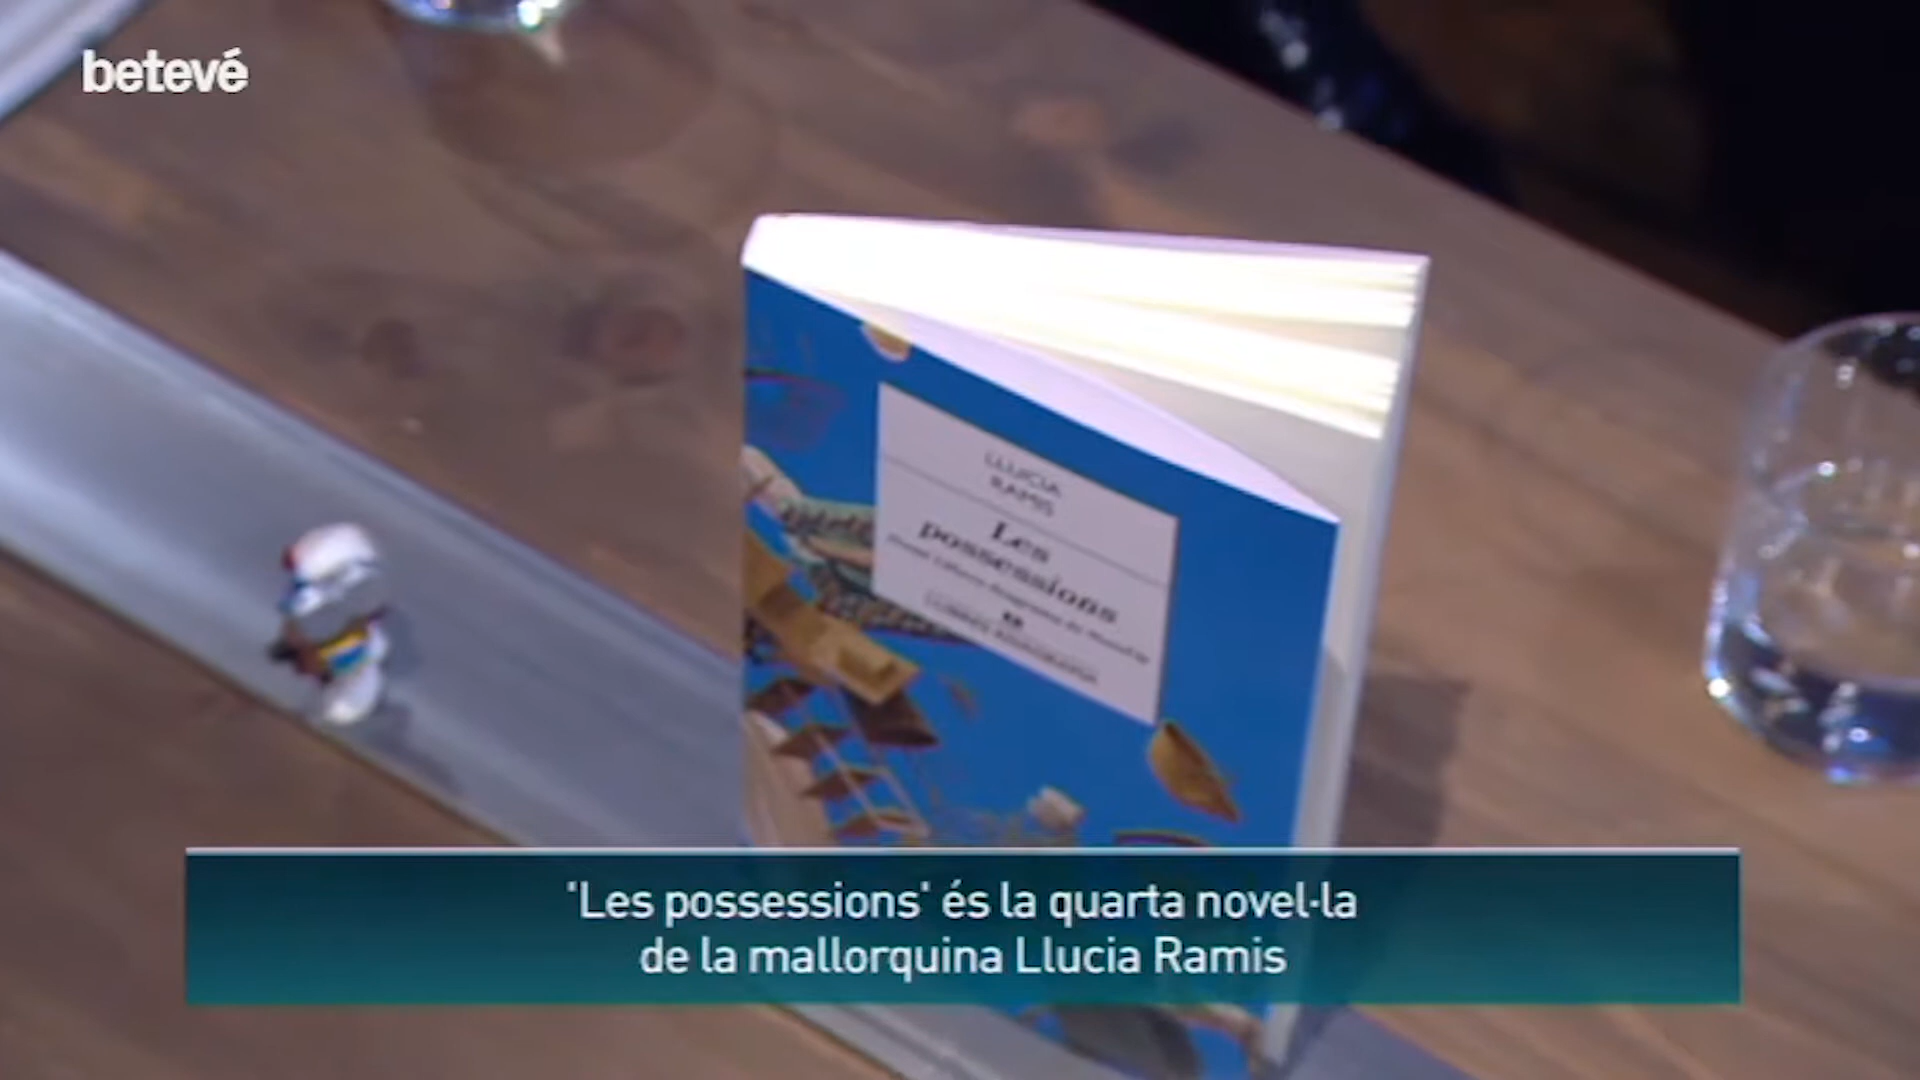 betevé
LLUCIA
RAMIS
Les
possessions
'Les possessions' és la quarta novel·la
de la mallorquina Llucia Ramis